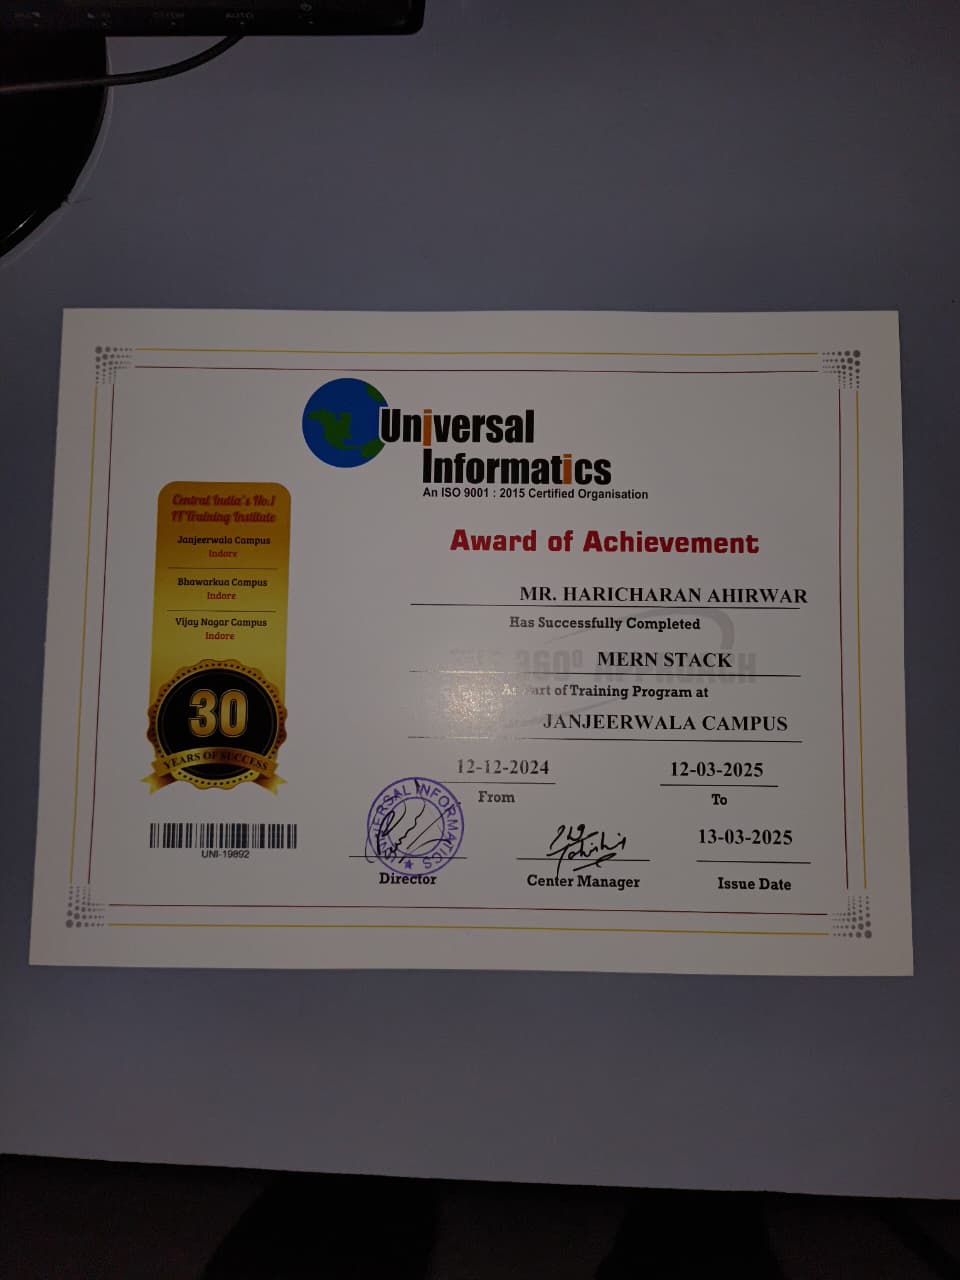 Universal
Informatics
An ISO 9001 : 2015 Certified Organisation
Central India's No.1
IT Training Institute
Janjeerwala Campus
Indore
Bhawarkua Campus
Indore
Vijay Nagar Campus
Indore
30
YEARS OF SUCCESS
UNI-19892
Award of Achievement
MR. HARICHARAN AHIRWAR
Has Successfully Completed
MERN STACK
As Part of Training Program at
JANJEERWALA CAMPUS
12-12-2024
From
12-03-2025
To
UNIVERSAL INFORMATICS
Director
Center Manager
13-03-2025
Issue Date